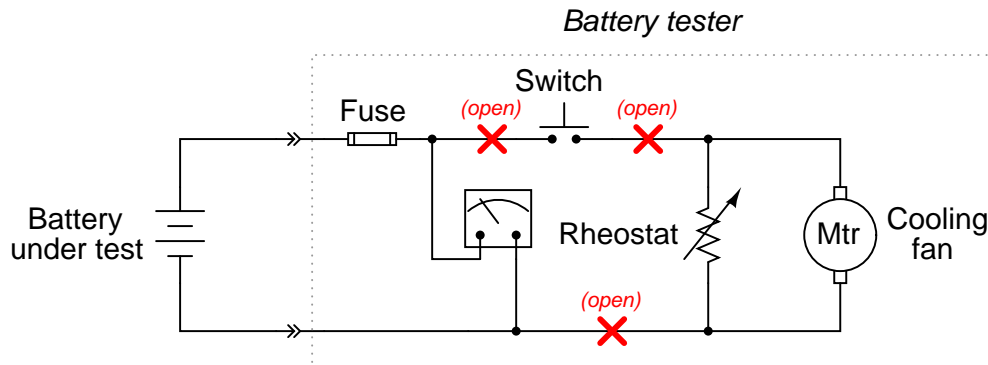 Battery tester
Switch
Fuse
(open)
(open)
Battery
under test
Rheostat
Mtr
Cooling
fan
(open)